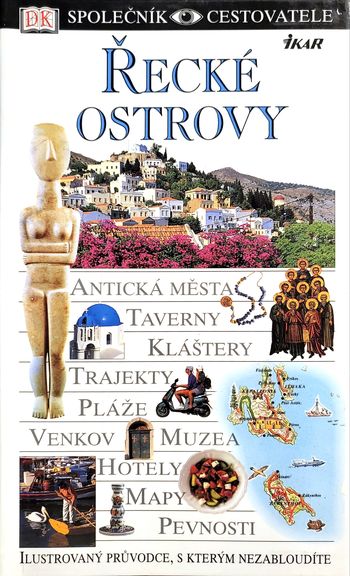 DK SPOLEČNÍK CESTOVATELE
IKAR
ŘECKÉ
OSTROVY
ANTICKÁ MĚSTA
TAVERNY
KLÁŠTERY
TRAJEKTY
PLÁŽE
VENKOV MUZEA
HOTELY
MAPY
PEVNOSTI
ILUSTROVANÝ PRŮVODCE, S KTERÝM NEZABLOUDÍTE